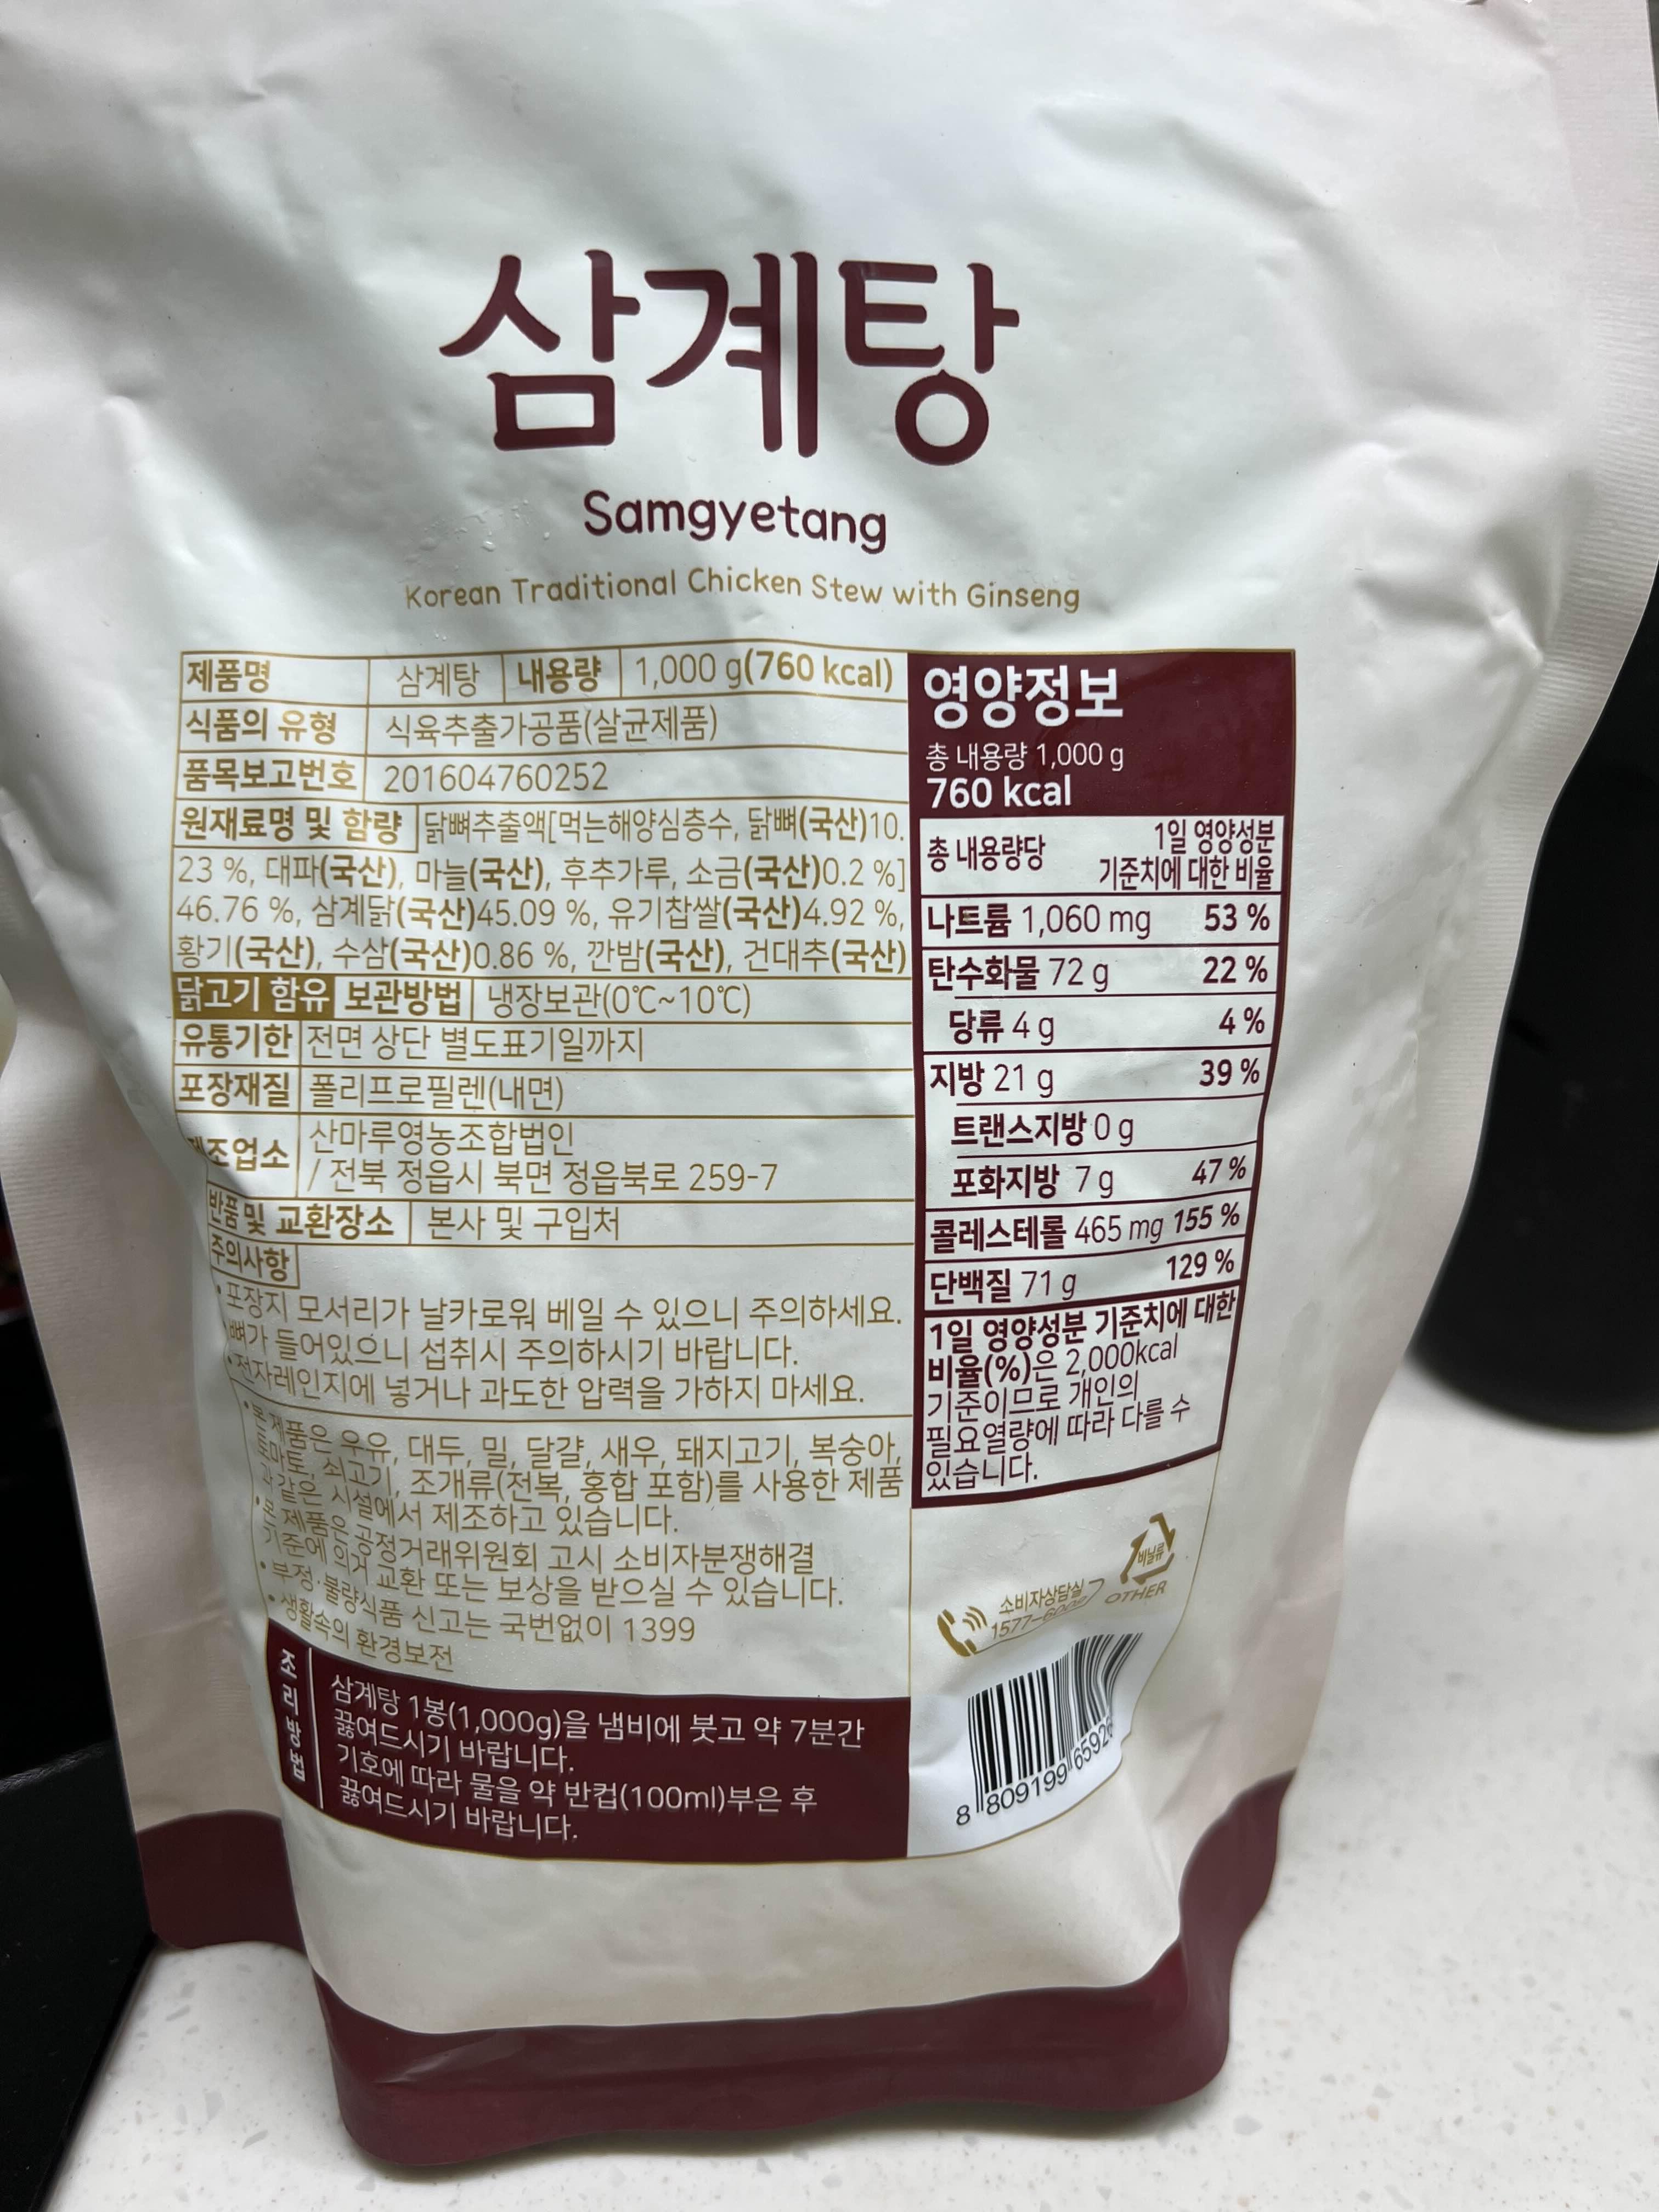 삼계탕
Samgyetang
Korean Traditional Chicken Stew with Ginseng
제품명 삼계탕 내용량 1,000 g(760 kcal)
식품의 유형 식육추출가공품(살균제품)
품목보고번호 201604760252
원재료명 및 함량 닭뼈추출액[먹는해양심층수, 닭뼈(국산)10.
23 %, 대파(국산), 마늘(국산), 후추가루, 소금(국산)0.2 %]
46.76 %, 삼계닭(국산)45.09 %, 유기찹쌀(국산)4.92 %,
황기(국산), 수삼(국산)0.86 %, 깐밤(국산), 건대추(국산)
닭고기 함유 보관방법 냉장보관(0℃~10℃)
유통기한 전면 상단 별도표기일까지
포장재질 폴리프로필렌(내면)
제조업소 산마루영농조합법인
/ 전북 정읍시 북면 정읍북로 259-7
반품 및 교환장소 본사 및 구입처
주의사항
•포장지 모서리가 날카로워 베일 수 있으니 주의하세요.
•뼈가 들어있으니 섭취시 주의하시기 바랍니다.
•전자레인지에 넣거나 과도한 압력을 가하지 마세요.
•본 제품은 우유, 대두, 밀, 달걀, 새우, 돼지고기, 복숭아,
토마토, 쇠고기, 조개류(전복, 홍합 포함)를 사용한 제품
과 같은 시설에서 제조하고 있습니다.
•본 제품은 공정거래위원회 고시 소비자분쟁해결
기준에 의거 교환 또는 보상을 받으실 수 있습니다.
•부정·불량식품 신고는 국번없이 1399
•생활속의 환경보전
조리방법
삼계탕 1봉(1,000g)을 냄비에 붓고 약 7분간
끓여드시기 바랍니다.
기호에 따라 물을 약 반컵(100ml)부은 후
끓여드시기 바랍니다.
영양정보
총 내용량 1,000 g
760 kcal
총 내용량당 1일 영양성분
기준치에 대한 비율
나트륨 1,060 mg 53 %
탄수화물 72 g 22 %
당류 4 g 4 %
지방 21 g 39 %
트랜스지방 0 g
포화지방 7 g 47 %
콜레스테롤 465 mg 155 %
단백질 71 g 129 %
1일 영양성분 기준치에 대한
비율(%)은 2,000kcal
기준이므로 개인의
필요열량에 따라 다를 수
있습니다.
비닐류
OTHER
소비자상담실
8 809199 6592